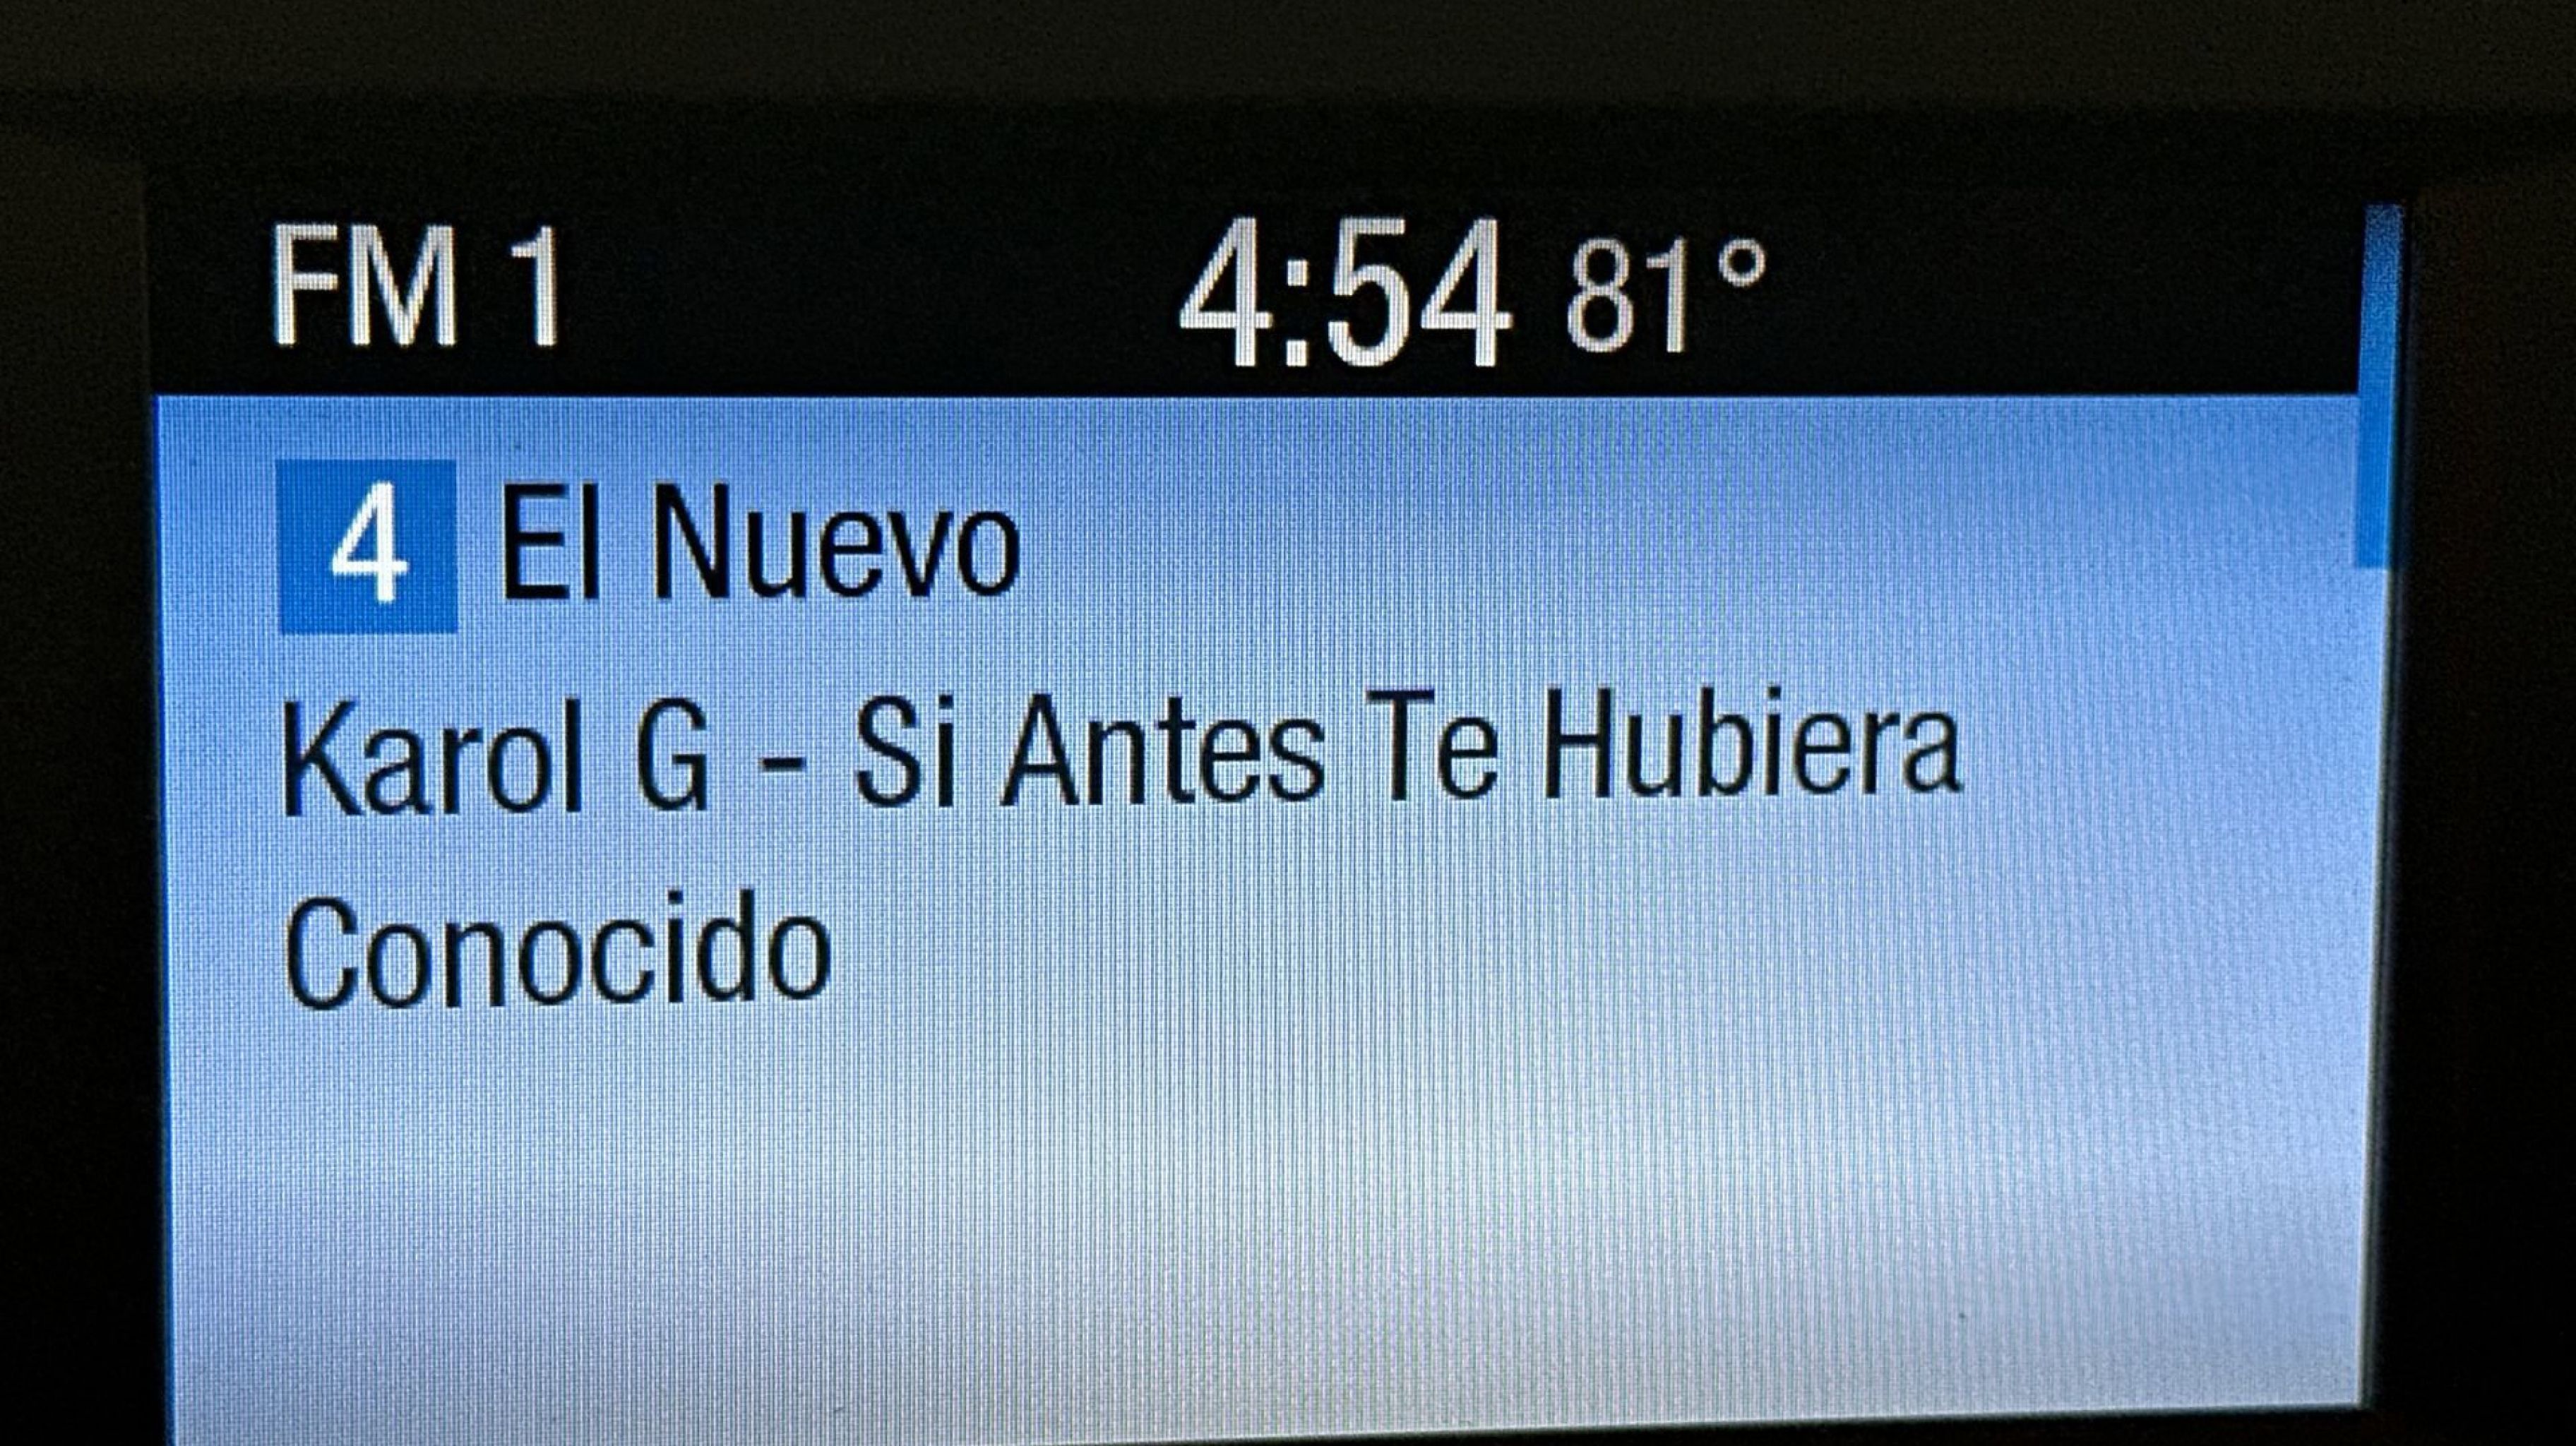 FM 1 4:54 81°
4 El Nuevo
Karol G - Si Antes Te Hubiera
Conocido